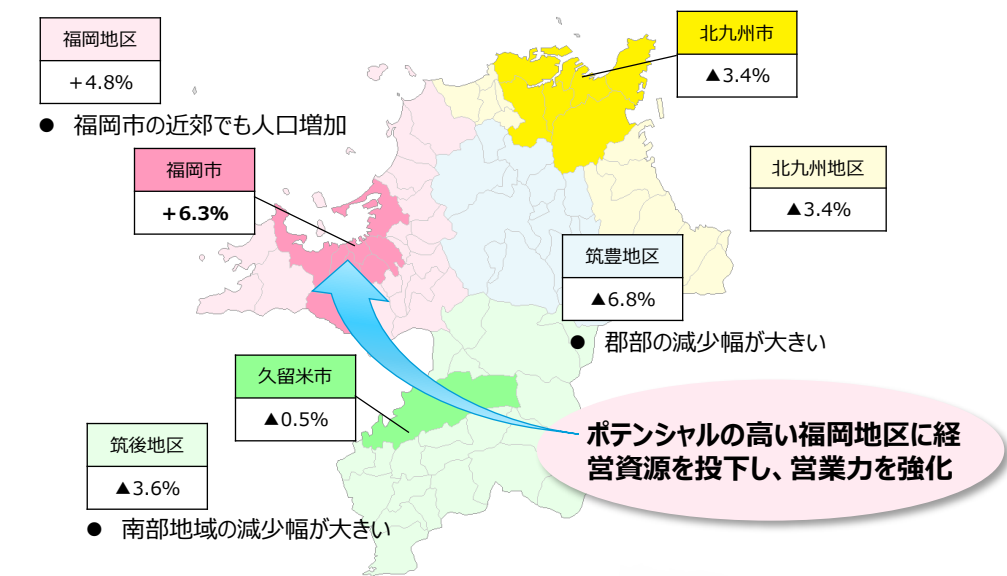 福岡地区
+4.8%
● 福岡市の近郊でも人口増加
福岡市
+6.3%
北九州市
▲3.4%
北九州地区
▲3.4%
筑豊地区
▲6.8%
● 郡部の減少幅が大きい
久留米市
▲0.5%
筑後地区
▲3.6%
● 南部地域の減少幅が大きい
ポテンシャルの高い福岡地区に経
営資源を投下し、営業力を強化